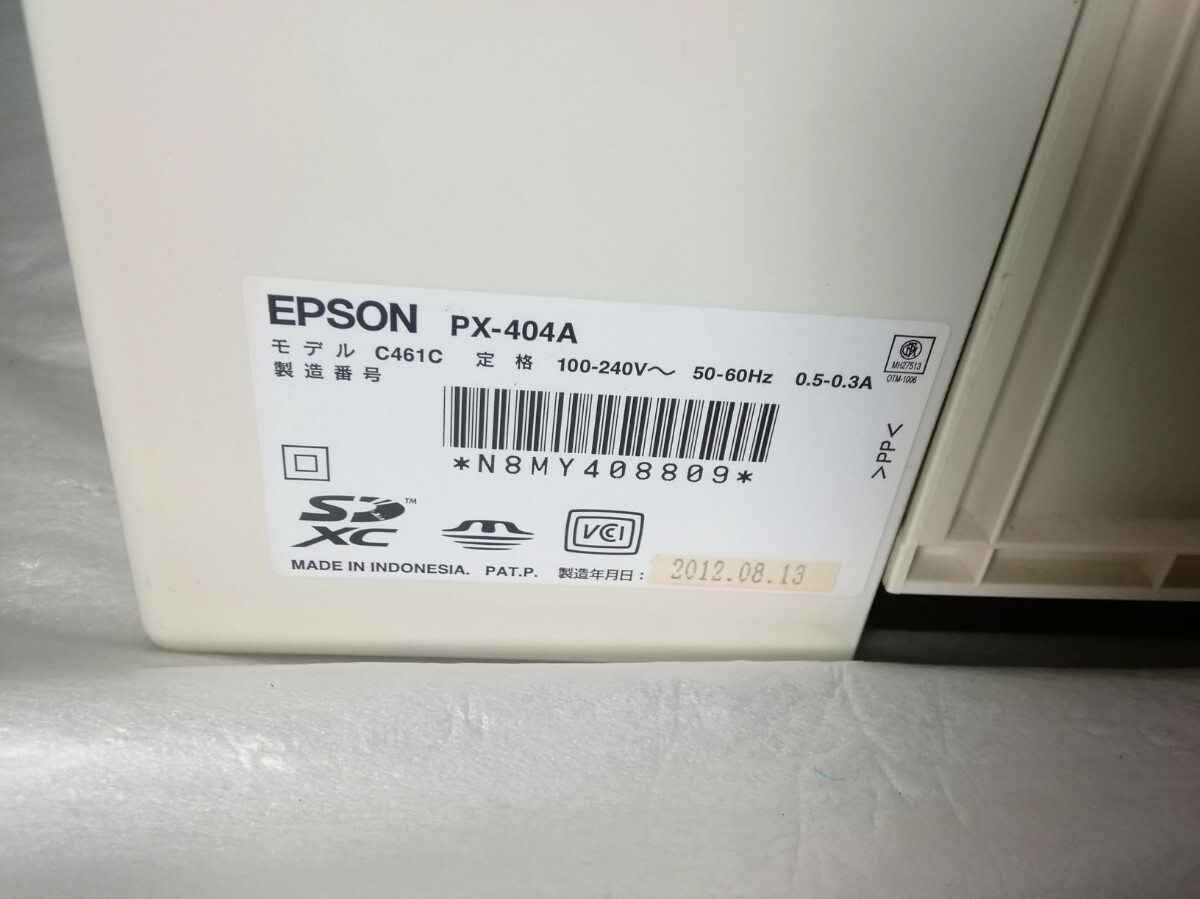 EPSON PX-404A
モデル C461C 定格 100-240V～ 50-60Hz 0.5-0.3A
製造番号
*N8MY408809*
MH27513
OTM-1006
>PP<
SD™
XC
VCI
MADE IN INDONESIA. PAT.P. 製造年月日: 2012.08.13